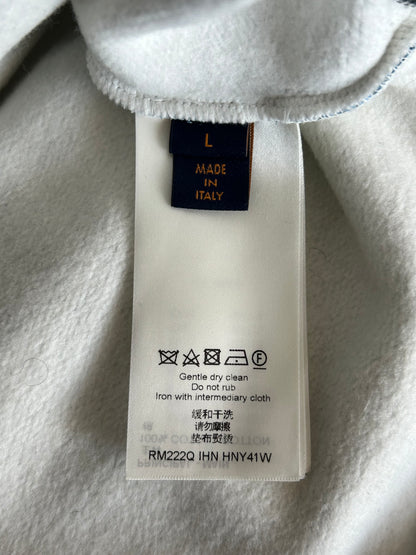 L
MADE
IN
ITALY
Gentle dry clean
Do not rub
Iron with intermediary cloth
缓和干洗
请勿摩擦
垫布熨烫
RM222Q IHN HNY41W